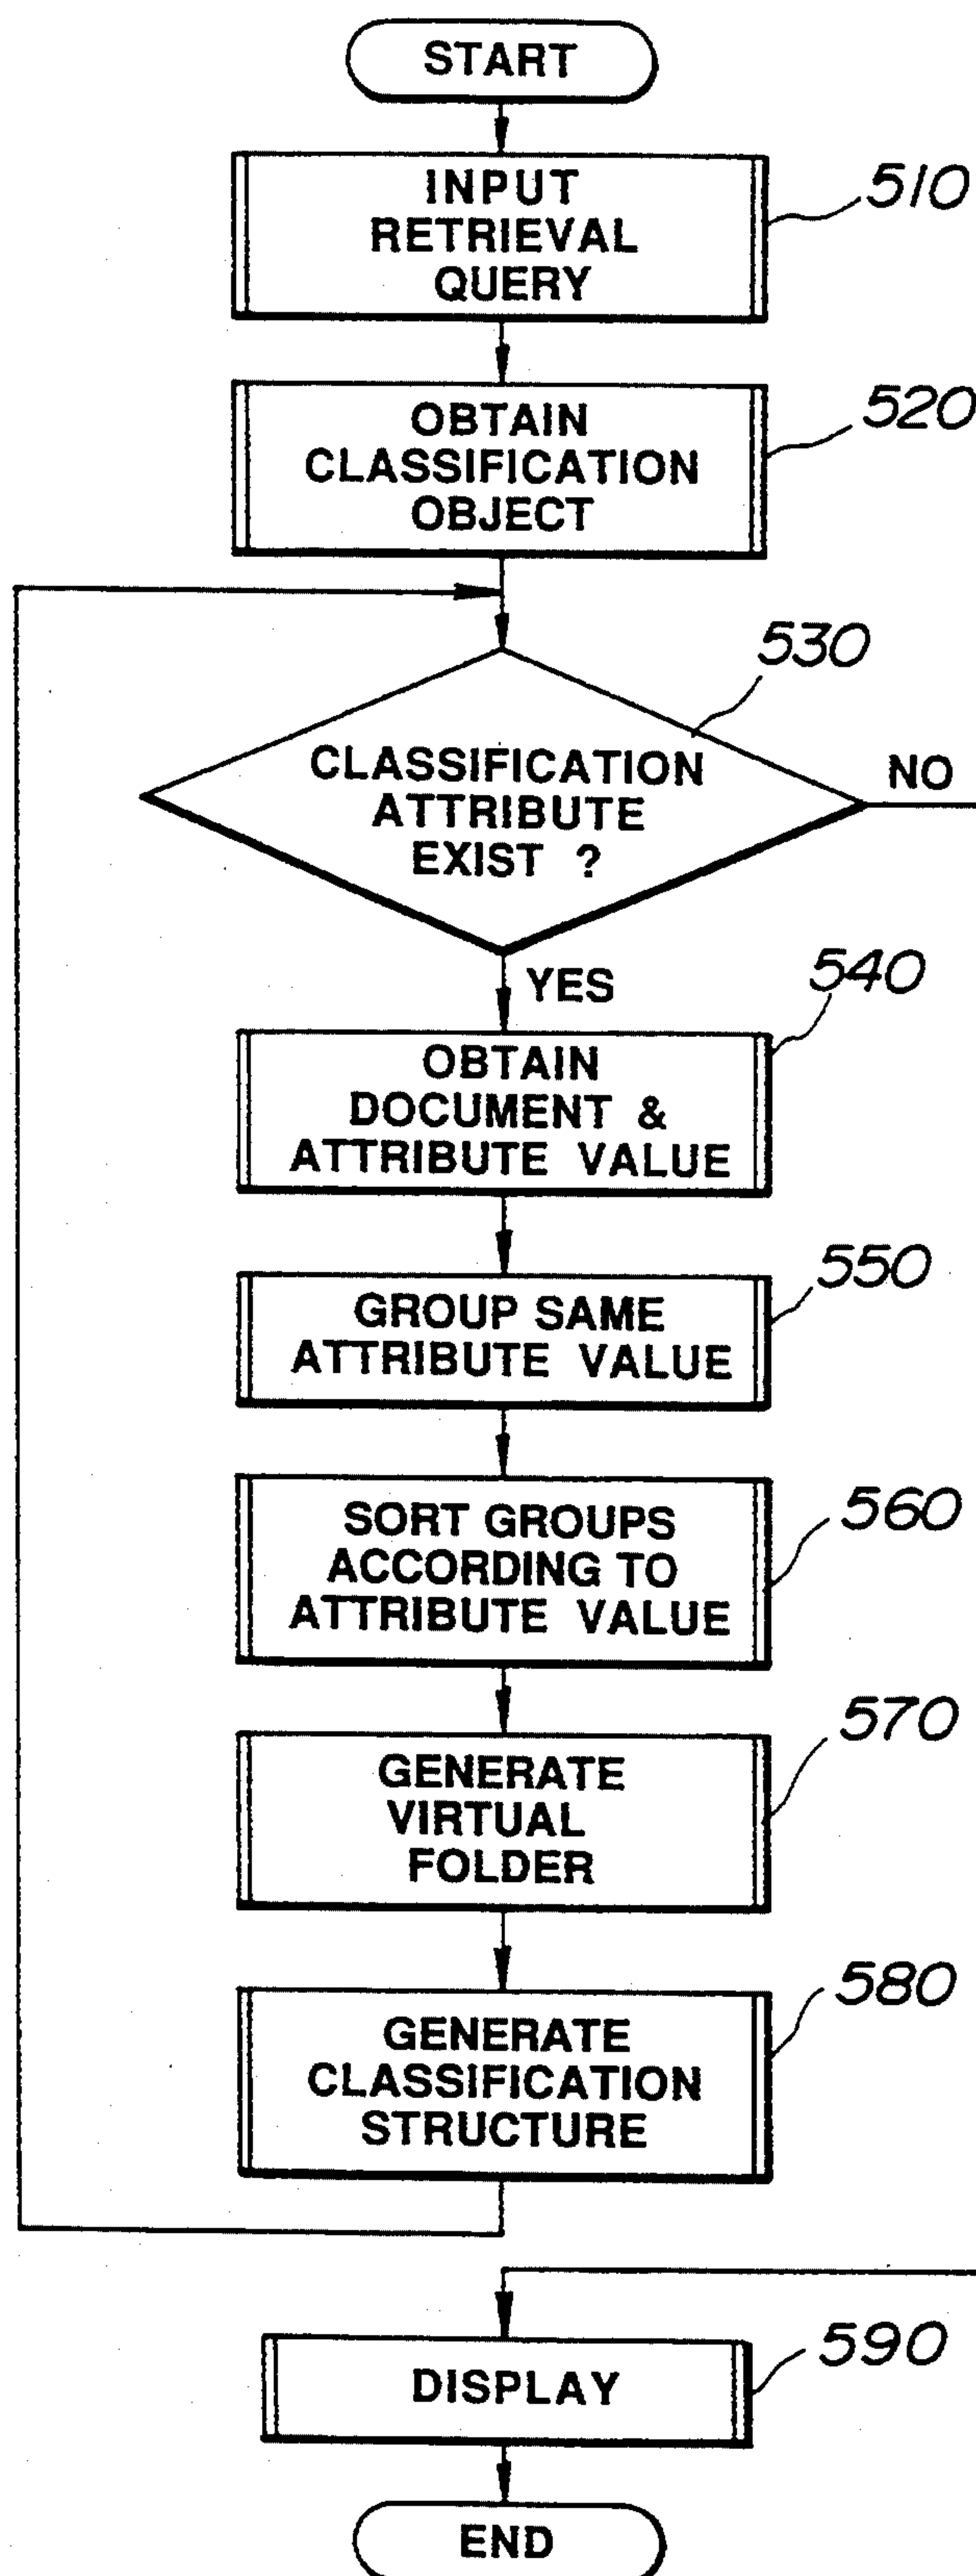 START
INPUT
RETRIEVAL
QUERY
510
OBTAIN
CLASSIFICATION
OBJECT
520
530
CLASSIFICATION
ATTRIBUTE
EXIST ?
NO
YES
540
OBTAIN
DOCUMENT &
ATTRIBUTE VALUE
550
GROUP SAME
ATTRIBUTE VALUE
SORT GROUPS
ACCORDING TO
ATTRIBUTE VALUE
560
570
GENERATE
VIRTUAL
FOLDER
580
GENERATE
CLASSIFICATION
STRUCTURE
590
DISPLAY
END